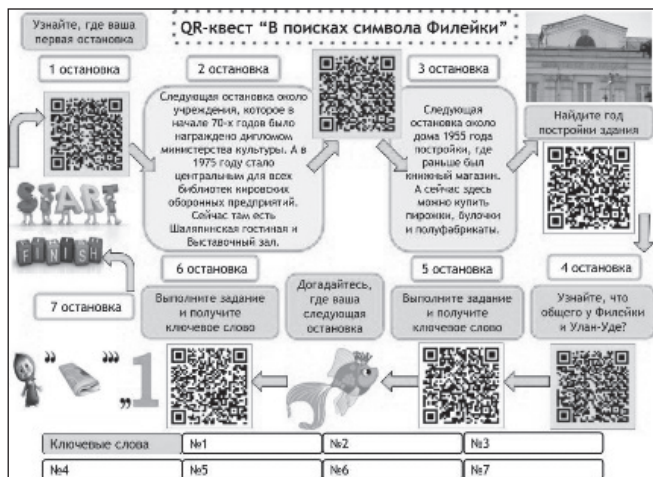 Узнайте, где ваша
первая остановка
QR-квест "В поисках символа Филейки"
1 остановка
2 остановка
Следующая остановка около
учреждения, которое в
начале 70-х годов было
награждено дипломом
министерства культуры. А в
1975 году стало
центральным для всех
библиотек кировских
оборонных предприятий.
Сейчас там есть
Шаляпинская гостиная и
Выставочный зал.
3 остановка
Следующая
остановка около
дома 1955 года
постройки, где
раньше был
книжный магазин.
А сейчас здесь
можно купить
пирожки, булочки
и полуфабрикаты.
Найдите год
постройки здания
START
FINISH
7 остановка
6 остановка
Выполните задание
и получите
ключевое слово
Догадайтесь,
где ваша
следующая
остановка
5 остановка
Выполните задание
и получите
ключевое слово
4 остановка
Узнайте, что
общего у Филейки
и Улан-Уде?
" ''' „1
Ключевые слова №1 №2 №3
№4 №5 №6 №7